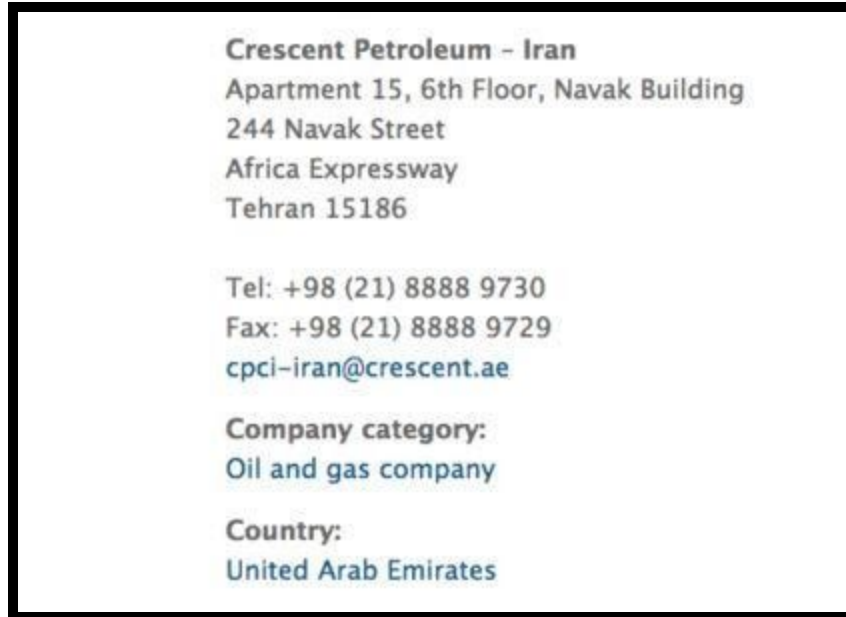 Crescent Petroleum – Iran
Apartment 15, 6th Floor, Navak Building
244 Navak Street
Africa Expressway
Tehran 15186
Tel: +98 (21) 8888 9730
Fax: +98 (21) 8888 9729
cpci-iran@crescent.ae
Company category:
Oil and gas company
Country:
United Arab Emirates